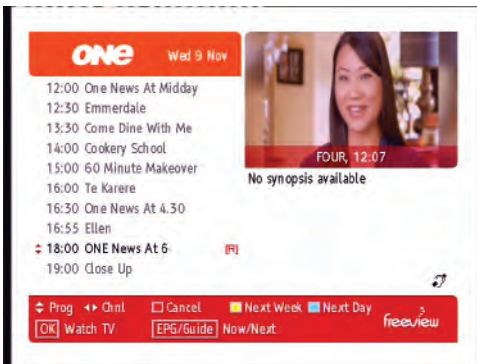 ONE Wed 9 Nov
12:00 One News At Midday
12:30 Emmerdale
13:30 Come Dine With Me
14:00 Cookery School
15:00 60 Minute Makeover
16:00 Te Karere
16:30 One News At 4.30
16:55 Ellen
18:00 ONE News At 6 [R]
19:00 Close Up
FOUR, 12:07
No synopsis available
Prog Chnl Cancel Next Week Next Day
OK Watch TV EPG/Guide Now/Next
freeview